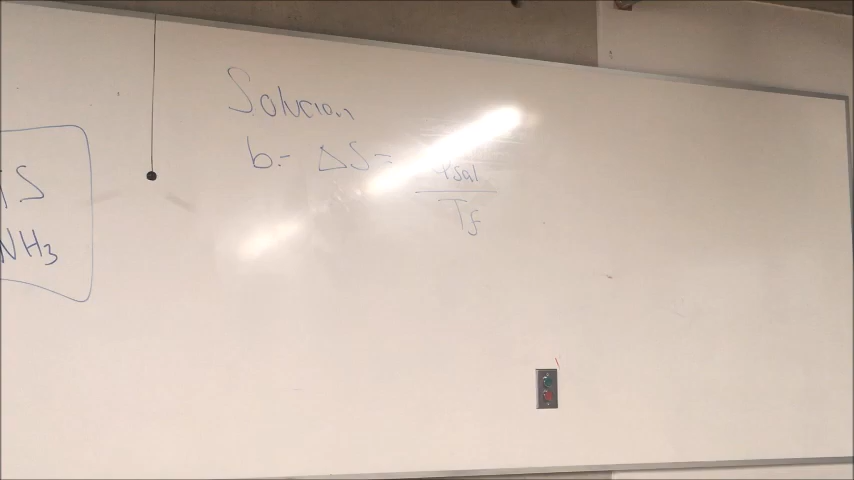 Solucion
b.- ΔS =
Tf
S
NH3